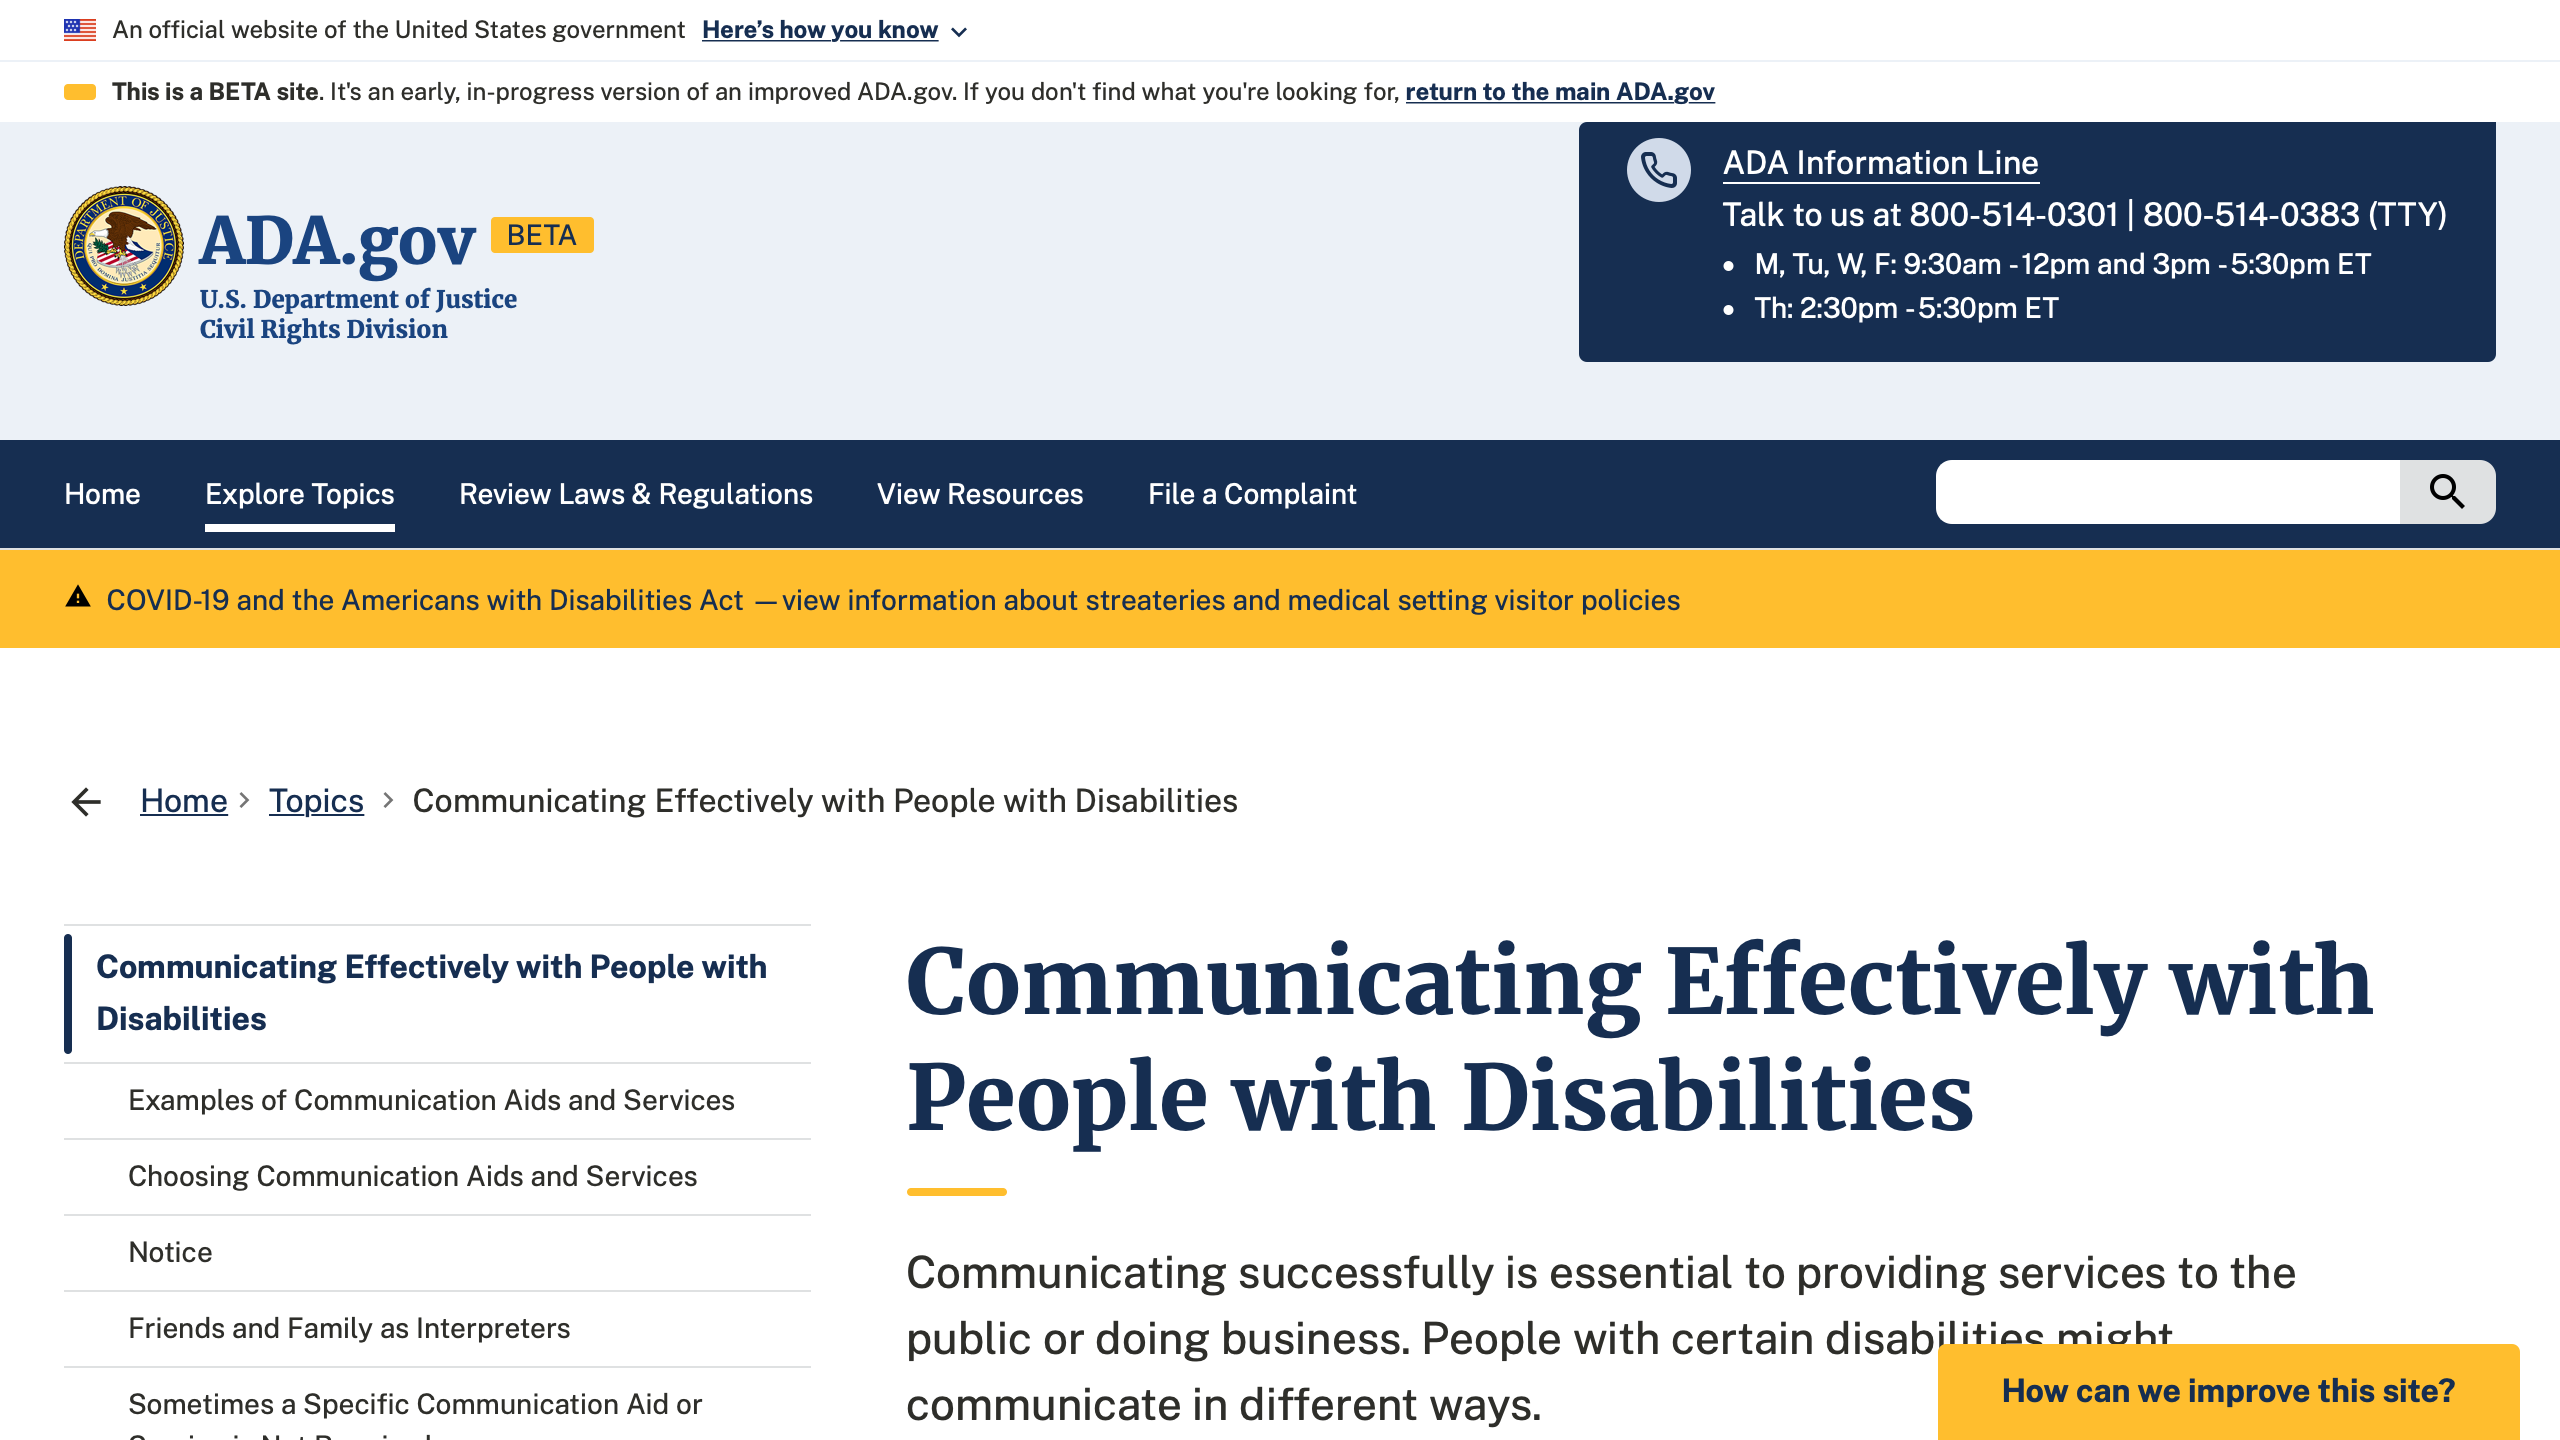 An official website of the United States government Here’s how you know
This is a BETA site. It's an early, in-progress version of an improved ADA.gov. If you don't find what you're looking for, return to the main ADA.gov
ADA.gov BETA
U.S. Department of Justice
Civil Rights Division
ADA Information Line
Talk to us at 800-514-0301 | 800-514-0383 (TTY)
• M, Tu, W, F: 9:30am - 12pm and 3pm - 5:30pm ET
• Th: 2:30pm - 5:30pm ET
Home Explore Topics Review Laws & Regulations View Resources File a Complaint
COVID-19 and the Americans with Disabilities Act — view information about streateries and medical setting visitor policies
Home Topics Communicating Effectively with People with Disabilities
Communicating Effectively with People with
Disabilities
Examples of Communication Aids and Services
Choosing Communication Aids and Services
Notice
Friends and Family as Interpreters
Sometimes a Specific Communication Aid or
Communicating Effectively with
People with Disabilities
Communicating successfully is essential to providing services to the
public or doing business. People with certain disabilities might
communicate in different ways.
How can we improve this site?